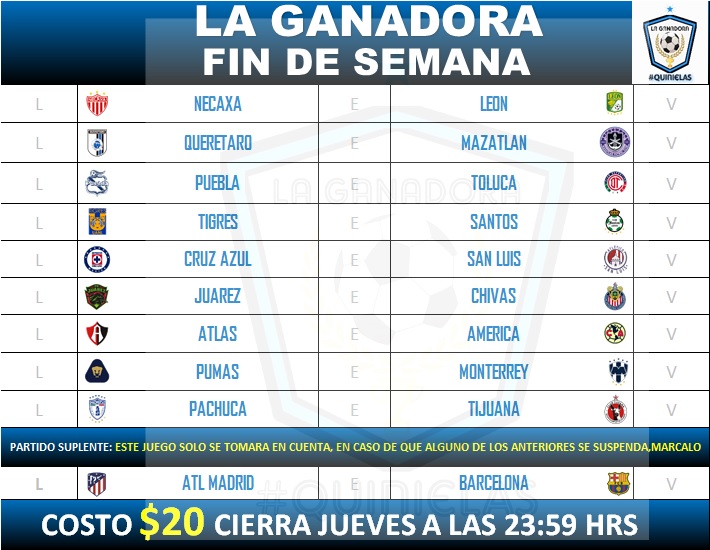 LA GANADORA
FIN DE SEMANA
LA GANADORA
#QUINIELAS
L NECAXA E LEON V
L QUERETARO E MAZATLAN V
L PUEBLA E TOLUCA V
LA GANADORA
L TIGRES E SANTOS V
L CRUZ AZUL E SAN LUIS V
L JUAREZ E CHIVAS V
L ATLAS E AMERICA V
L PUMAS E MONTERREY V
L PACHUCA E TIJUANA V
PARTIDO SUPLENTE: ESTE JUEGO SOLO SE TOMARA EN CUENTA, EN CASO DE QUE ALGUNO DE LOS ANTERIORES SE SUSPENDA,MARCALO
L ATL MADRID E BARCELONA V
#QUINIELAS
COSTO $20 CIERRA JUEVES A LAS 23:59 HRS